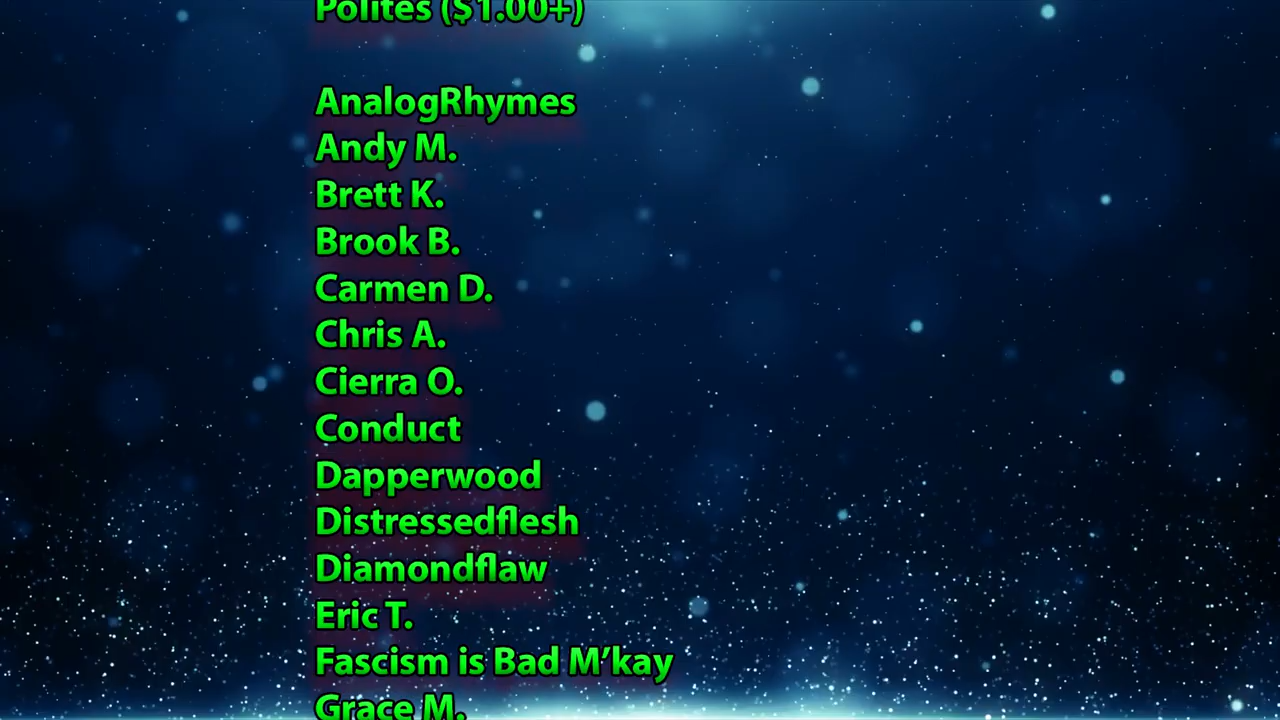 Polites ($1.00+)
AnalogRhymes
Andy M.
Brett K.
Brook B.
Carmen D.
Chris A.
Cierra O.
Conduct
Dapperwood
Distressedflesh
Diamondflaw
Eric T.
Fascism is Bad M’kay
Grace M.